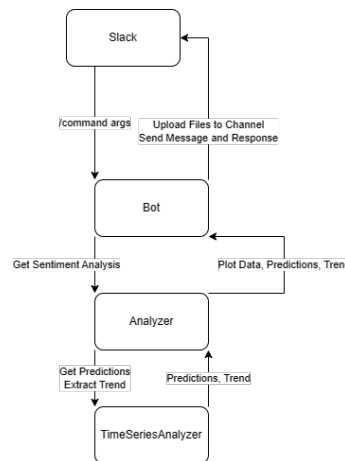 Slack
/command args
Upload Files to Channel
Send Message and Response
Bot
Get Sentiment Analysis
Plot Data, Predictions, Tren
Analyzer
Get Predictions
Extract Trend
Predictions, Trend
TimeSeriesAnalyzer